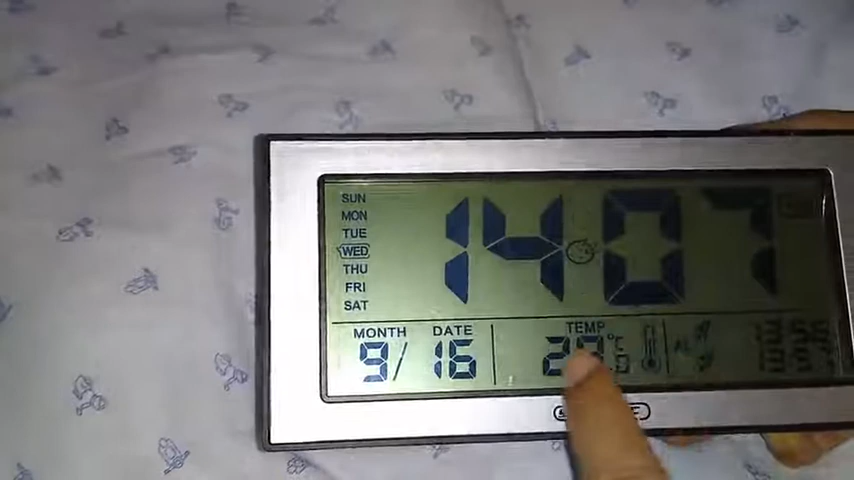 SUN
MON
TUE
WED
THU
FRI
SAT
14 07
MONTH DATE TEMP
9/ 16 °C